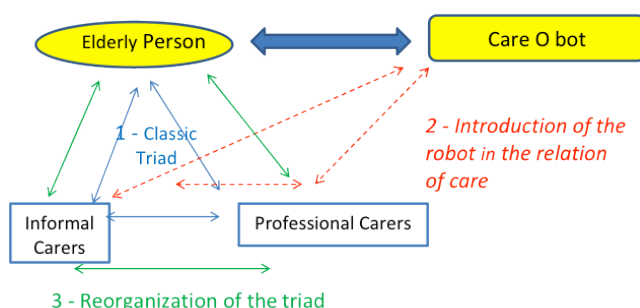 Elderly Person
Care O bot
1 - Classic
Triad
2 - Introduction of the
robot in the relation
of care
Informal
Carers
Professional Carers
3 - Reorganization of the triad